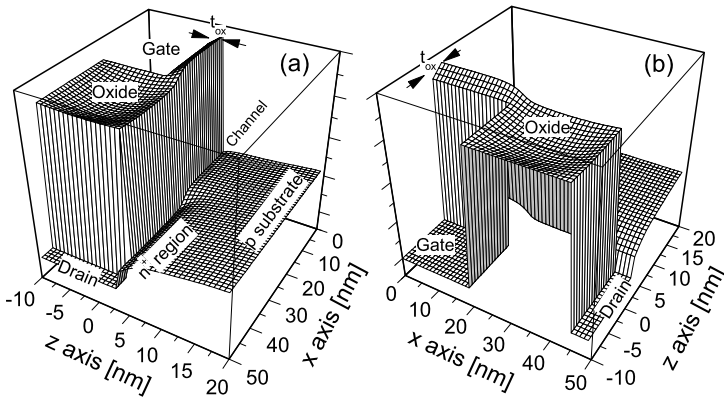 t_ox
Gate
(a)
Oxide
Channel
p substrate
n+ region
Drain
-10
-5
0
5
10
15
20
z axis [nm]
0
10
20
30
40
50
x axis [nm]
t_ox
(b)
Oxide
Gate
Drain
0
10
20
30
40
50
x axis [nm]
20
15
10
5
0
-5
-10
z axis [nm]